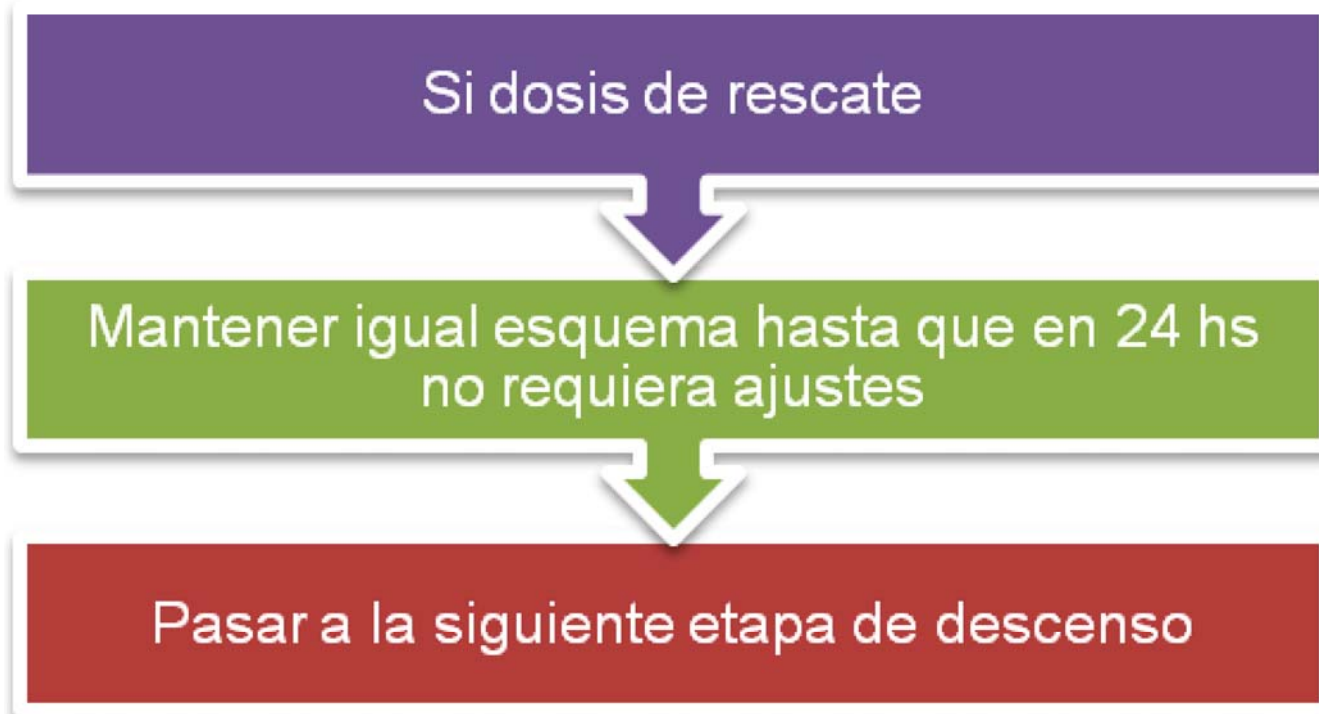 Si dosis de rescate
Mantener igual esquema hasta que en 24 hs
no requiera ajustes
Pasar a la siguiente etapa de descenso